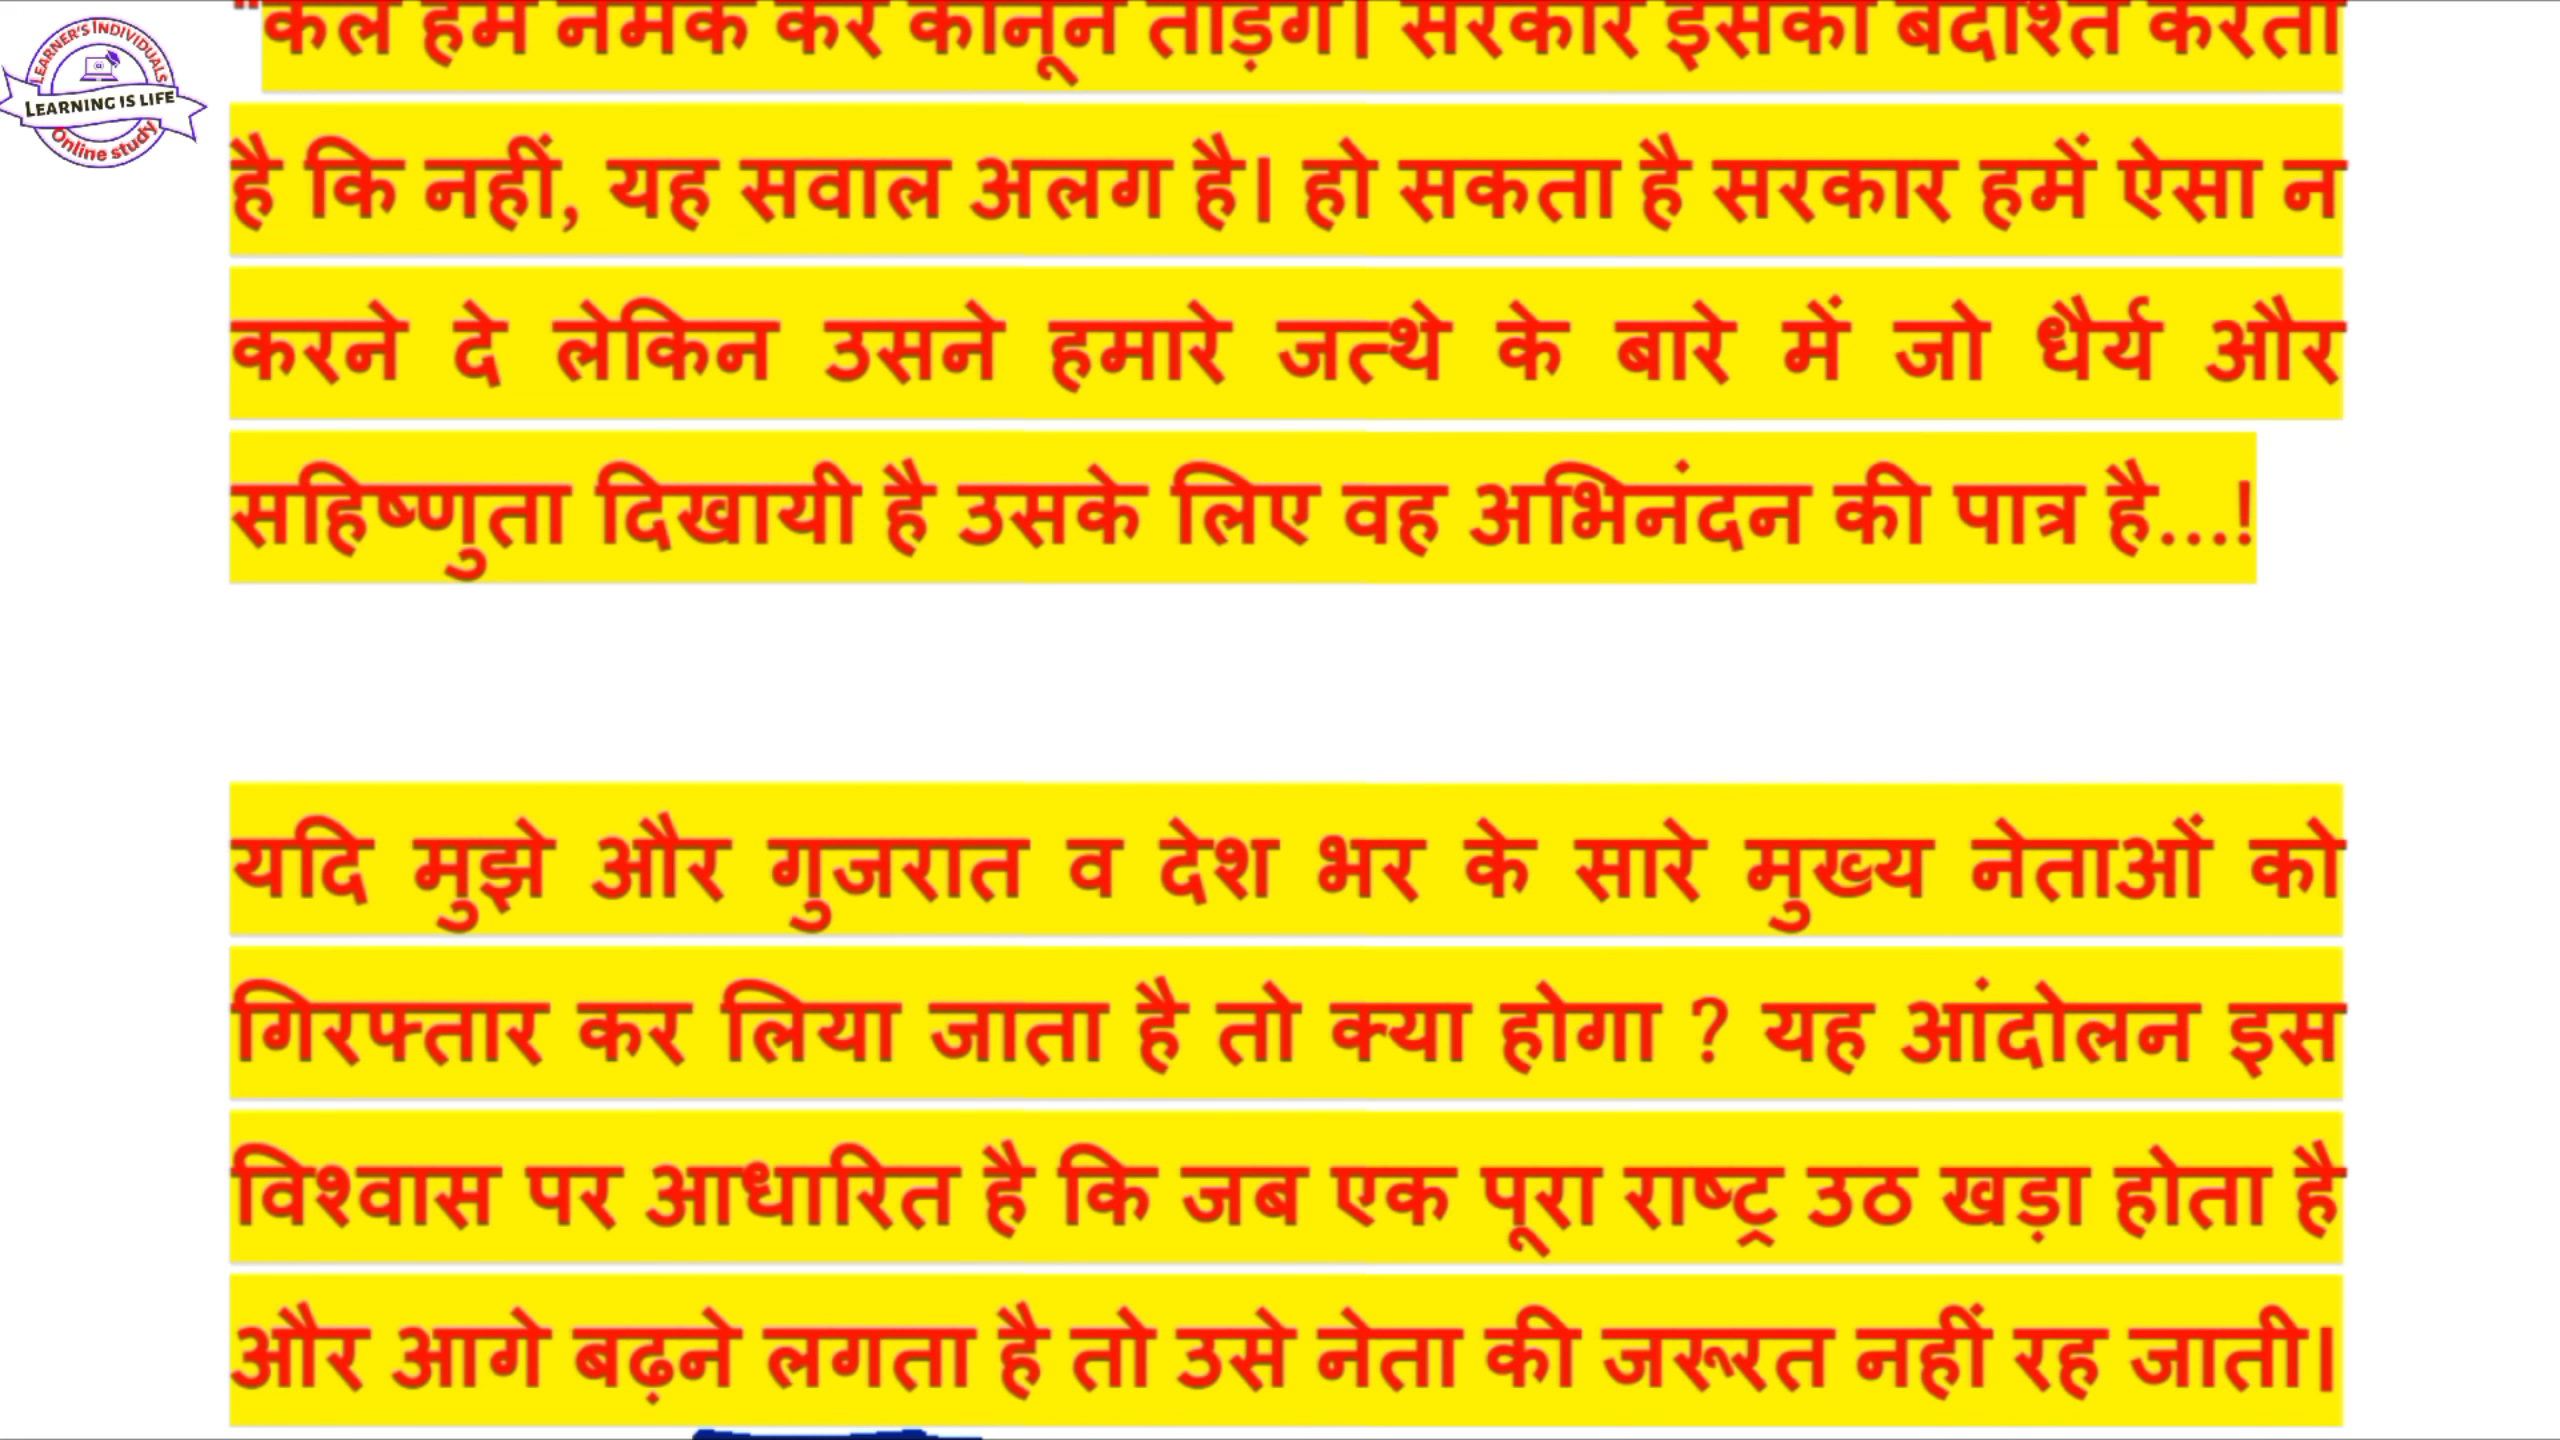 LEARNER'S INDIVIDUALS
LEARNING IS LIFE
Online study
"कल हम नमक कर कानून तोड़ेंगे। सरकार इसको बर्दाश्त करती
है कि नहीं, यह सवाल अलग है। हो सकता है सरकार हमें ऐसा न
करने दे लेकिन उसने हमारे जत्थे के बारे में जो धैर्य और
सहिष्णुता दिखायी है उसके लिए वह अभिनंदन की पात्र है...!
यदि मुझे और गुजरात व देश भर के सारे मुख्य नेताओं को
गिरफ्तार कर लिया जाता है तो क्या होगा ? यह आंदोलन इस
विश्वास पर आधारित है कि जब एक पूरा राष्ट्र उठ खड़ा होता है
और आगे बढ़ने लगता है तो उसे नेता की जरूरत नहीं रह जाती।